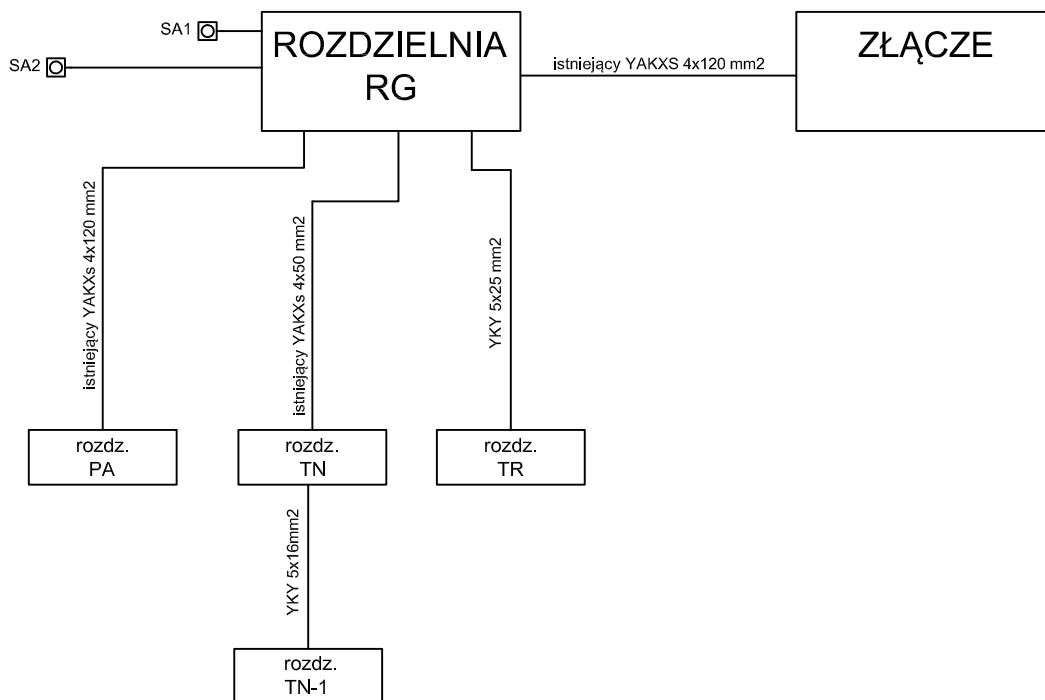 SA1
ROZDZIELNIA
RG
ZŁĄCZE
SA2
istniejący YAKXS 4x120 mm2
istniejący YAKXs 4x120 mm2
istniejący YAKXs 4x50 mm2
YKY 5x25 mm2
rozdz.
PA
rozdz.
TN
rozdz.
TR
YKY 5x16mm2
rozdz.
TN-1